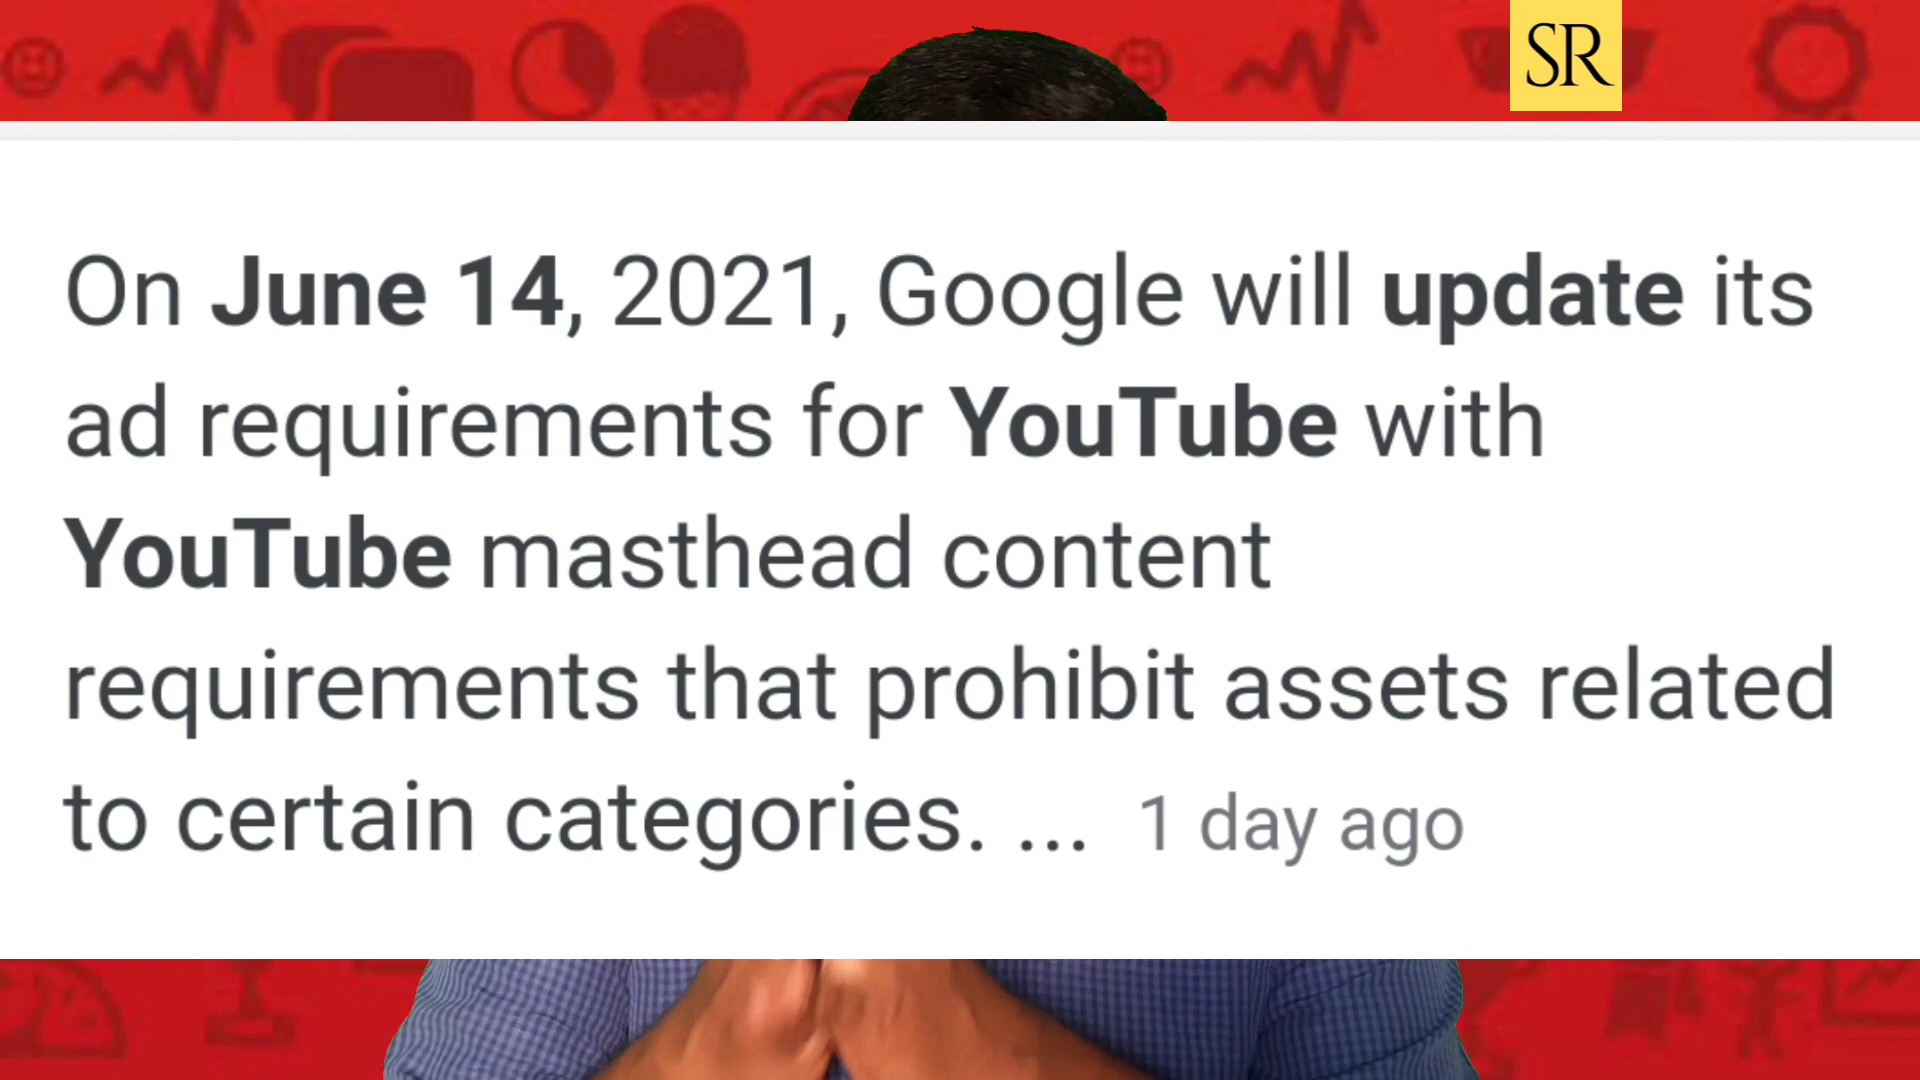 SR
On June 14, 2021, Google will update its
ad requirements for YouTube with
YouTube masthead content
requirements that prohibit assets related
to certain categories. ... 1 day ago